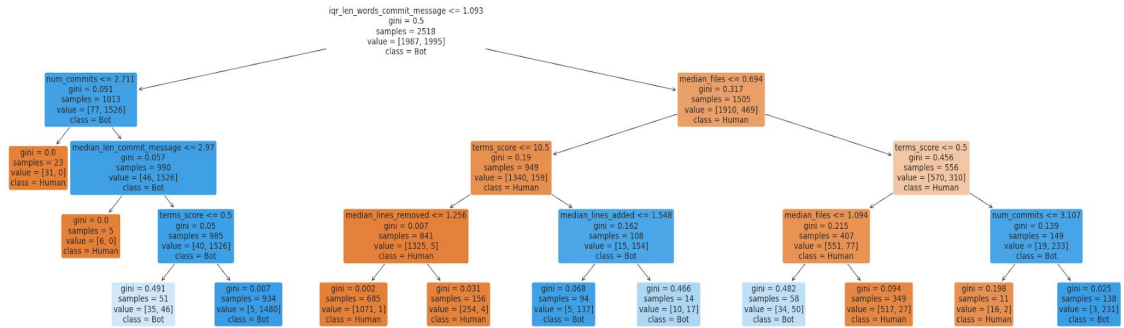 iqr_len_words_commit_message <= 1.093
gini = 0.5
samples = 2518
value = [1987, 1995]
class = Bot
num_commits <= 2.711
gini = 0.091
samples = 1013
value = [77, 1526]
class = Bot
median_files <= 0.694
gini = 0.317
samples = 1505
value = [1910, 469]
class = Human
gini = 0.0
samples = 23
value = [31, 0]
class = Human
median_len_commit_message <= 2.97
gini = 0.057
samples = 990
value = [46, 1526]
class = Bot
terms_score <= 10.5
gini = 0.19
samples = 949
value = [1340, 159]
class = Human
terms_score <= 0.5
gini = 0.456
samples = 556
value = [570, 310]
class = Human
gini = 0.0
samples = 5
value = [6, 0]
class = Human
terms_score <= 0.5
gini = 0.05
samples = 985
value = [40, 1526]
class = Bot
median_lines_removed <= 1.256
gini = 0.007
samples = 841
value = [1325, 5]
class = Human
median_lines_added <= 1.548
gini = 0.162
samples = 108
value = [15, 154]
class = Bot
median_files <= 1.094
gini = 0.215
samples = 407
value = [551, 77]
class = Human
num_commits <= 3.107
gini = 0.139
samples = 149
value = [19, 233]
class = Bot
gini = 0.491
samples = 51
value = [35, 46]
class = Bot
gini = 0.007
samples = 934
value = [5, 1480]
class = Bot
gini = 0.002
samples = 685
value = [1071, 1]
class = Human
gini = 0.031
samples = 156
value = [254, 4]
class = Human
gini = 0.068
samples = 94
value = [5, 137]
class = Bot
gini = 0.466
samples = 14
value = [10, 17]
class = Bot
gini = 0.482
samples = 58
value = [34, 50]
class = Bot
gini = 0.094
samples = 349
value = [517, 27]
class = Human
gini = 0.198
samples = 11
value = [16, 2]
class = Human
gini = 0.025
samples = 138
value = [3, 231]
class = Bot